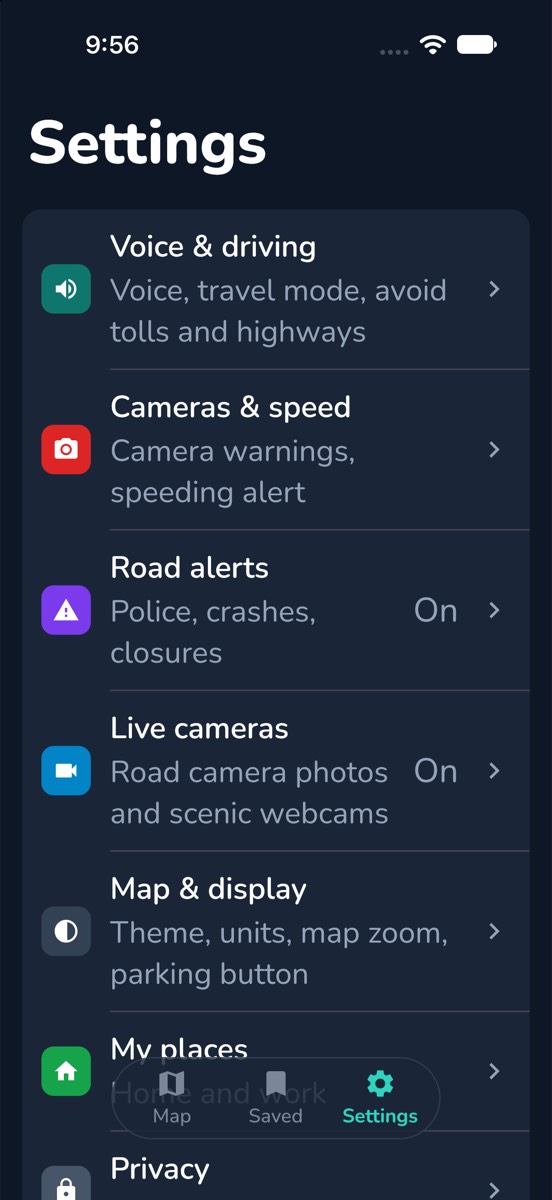 9:56
Settings
Voice & driving
Voice, travel mode, avoid
tolls and highways
Cameras & speed
Camera warnings,
speeding alert
Road alerts
Police, crashes,
closures
On
Live cameras
Road camera photos
and scenic webcams
On
Map & display
Theme, units, map zoom,
parking button
My places
Home and work
Map
Saved
Settings
Privacy